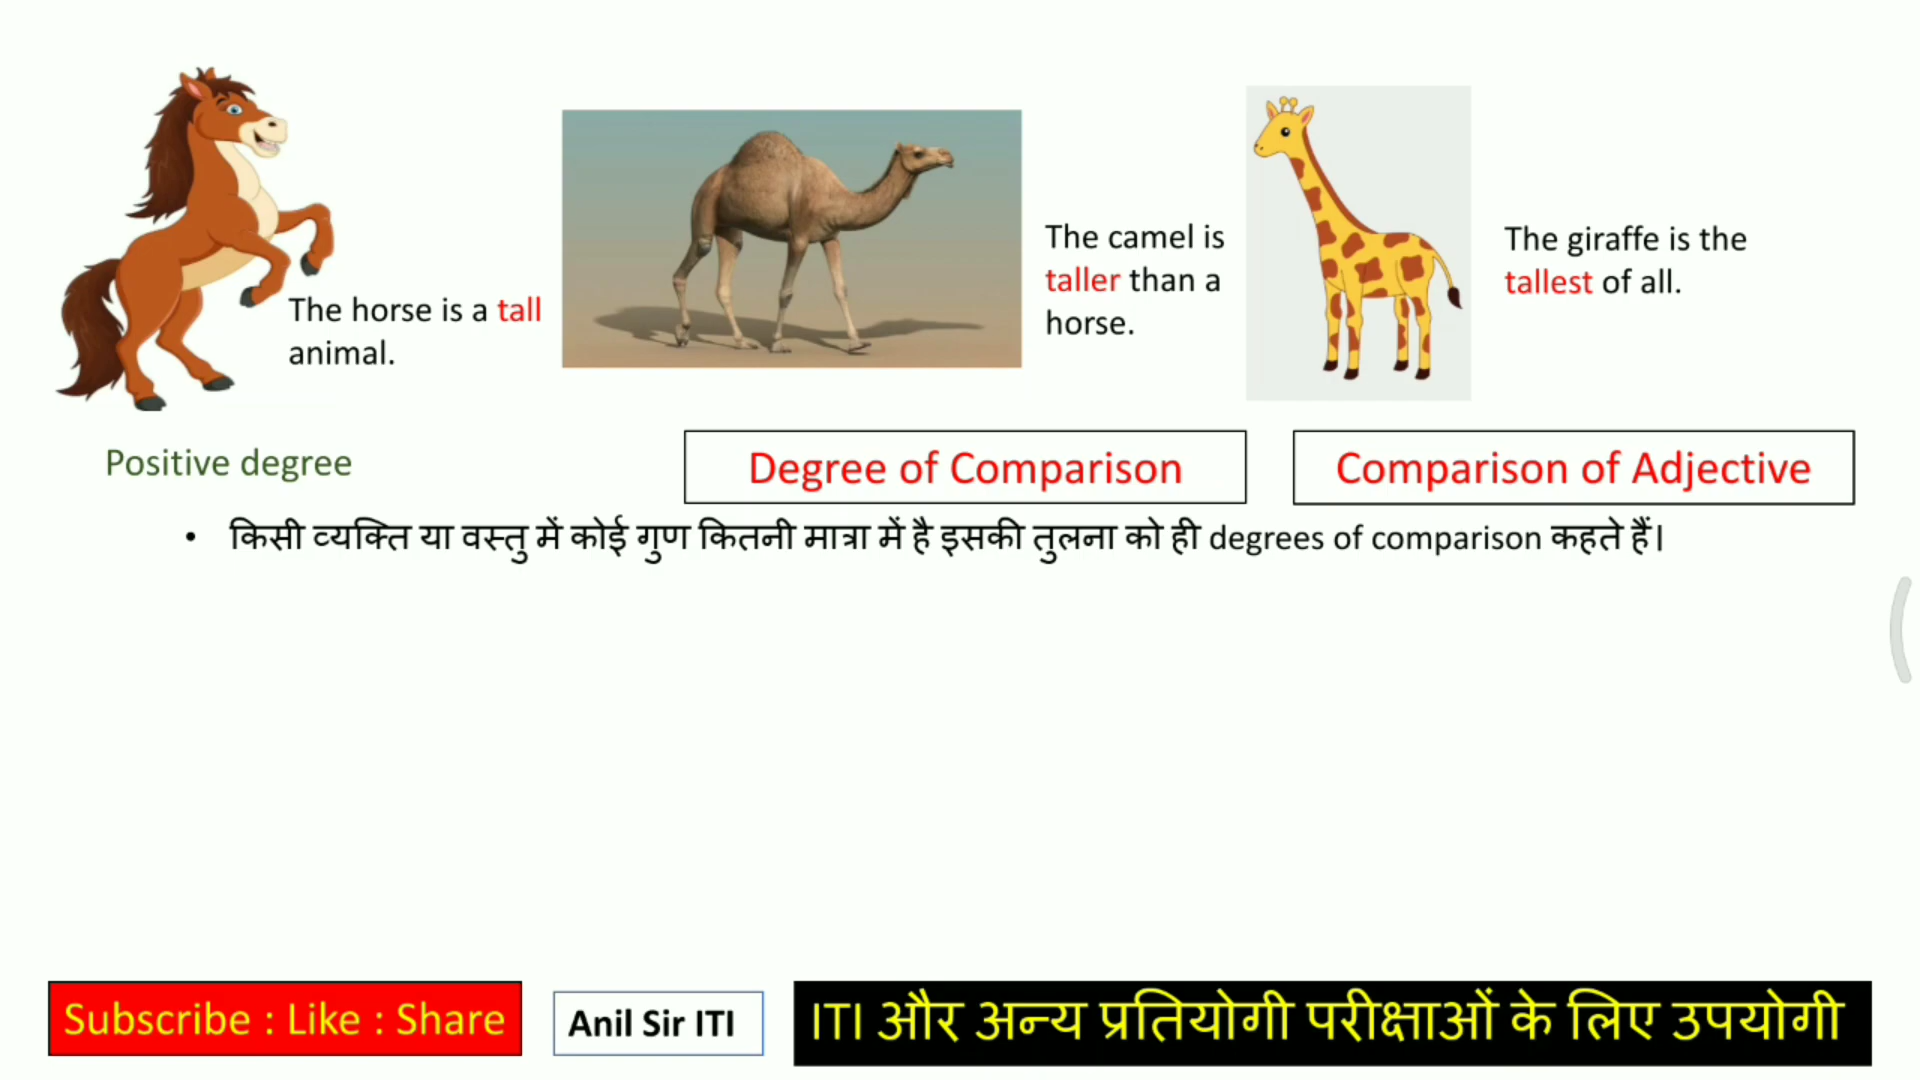 The horse is a tall
animal.
The camel is
taller than a
horse.
The giraffe is the
tallest of all.
Positive degree
Degree of Comparison
Comparison of Adjective
• किसी व्यक्ति या वस्तु में कोई गुण कितनी मात्रा में है इसकी तुलना को ही degrees of comparison कहते हैं।
Subscribe : Like : Share
Anil Sir ITI
ITI और अन्य प्रतियोगी परीक्षाओं के लिए उपयोगी